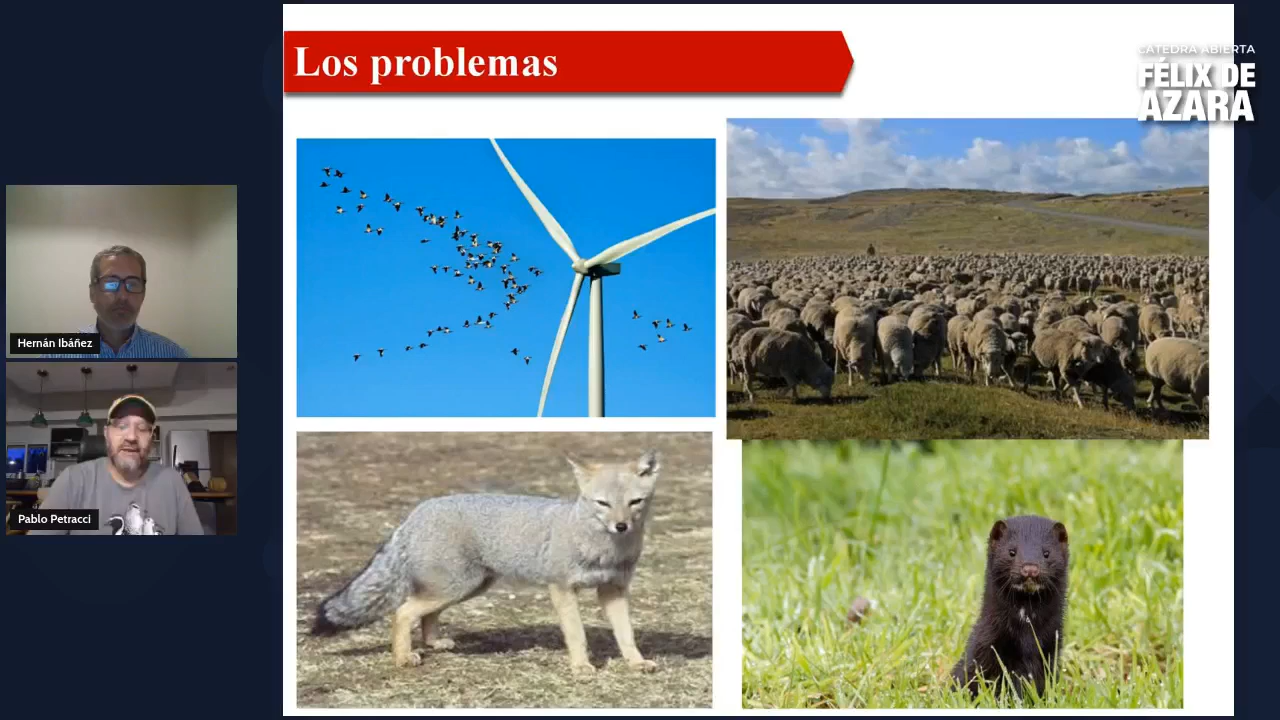 Los problemas
CÁTEDRA ABIERTA
FÉLIX DE
AZARA
Hernán Ibáñez
Pablo Petracci